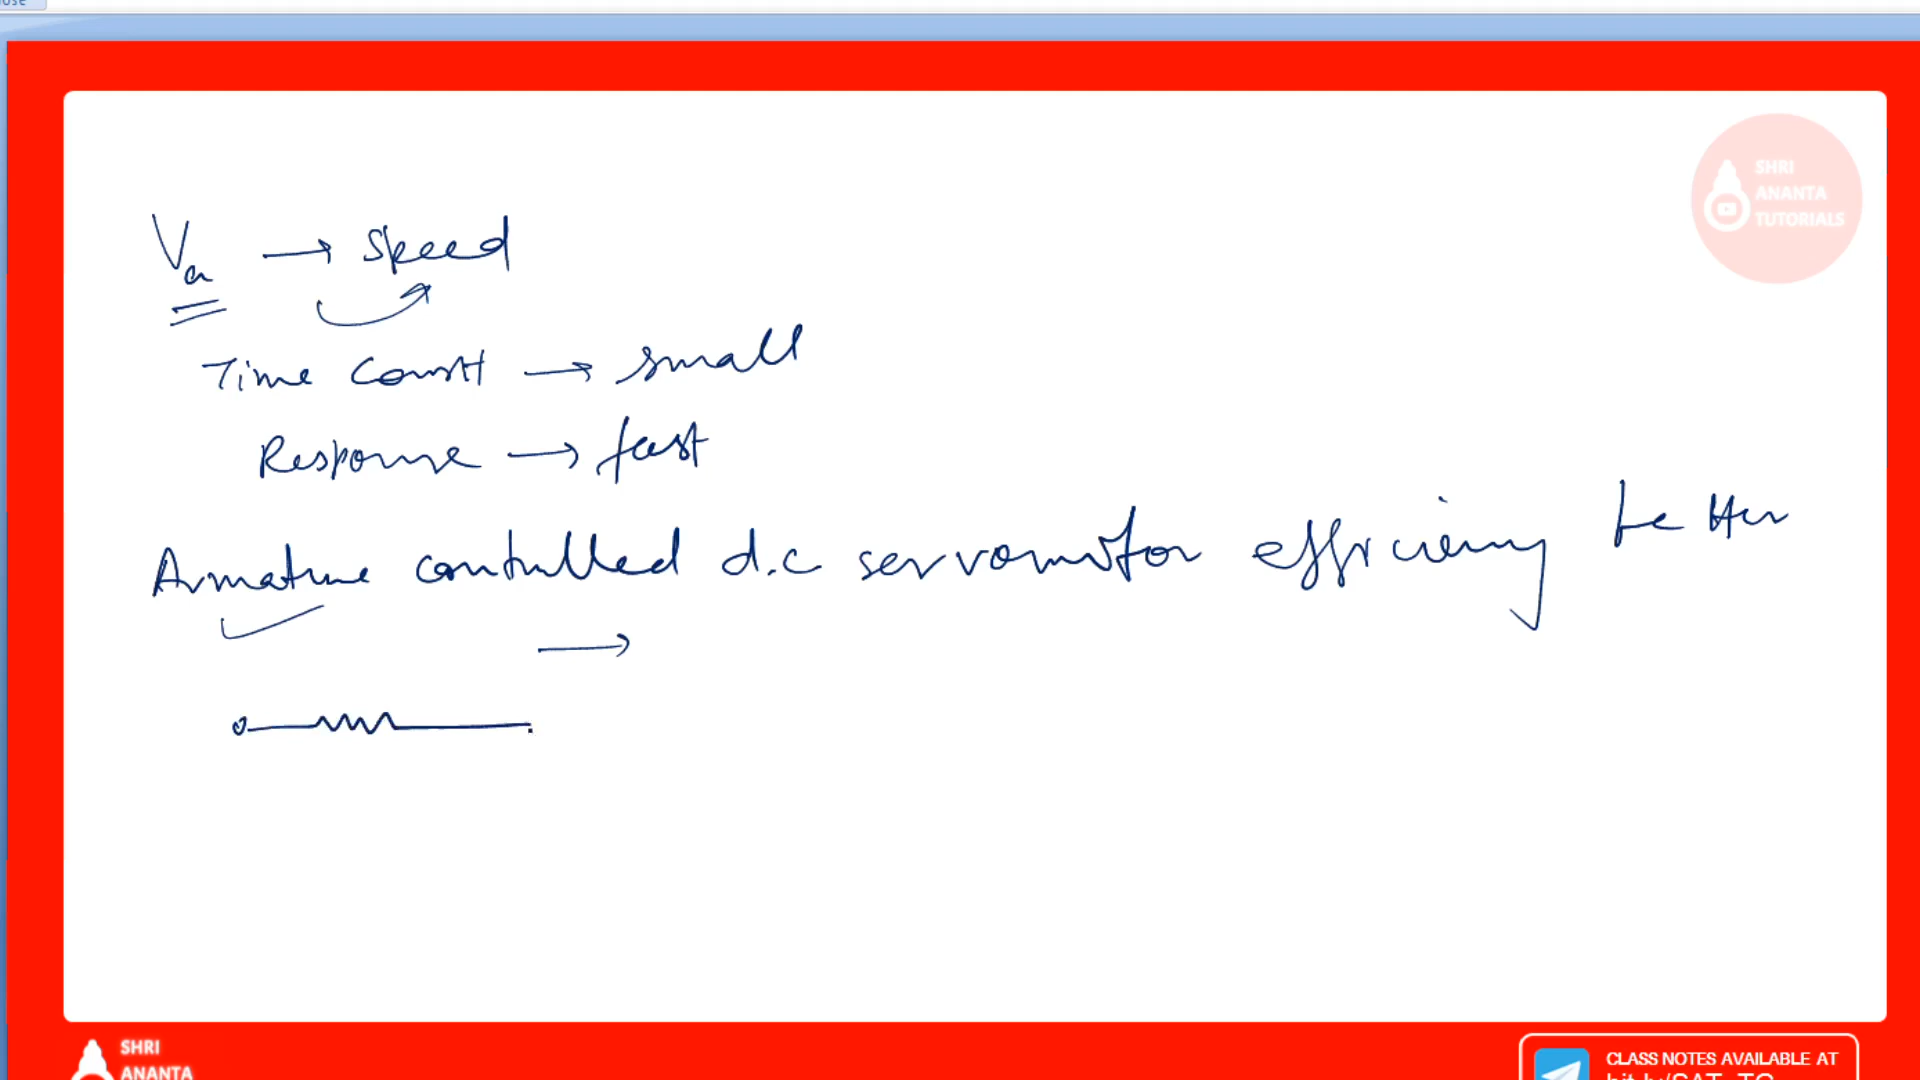 SHRI
ANANTA
TUTORIALS
Va → speed
Time constt → small
Response → fast
Armature controlled d.c servomotor efficiency better
→
SHRI
ANANTA
CLASS NOTES AVAILABLE AT